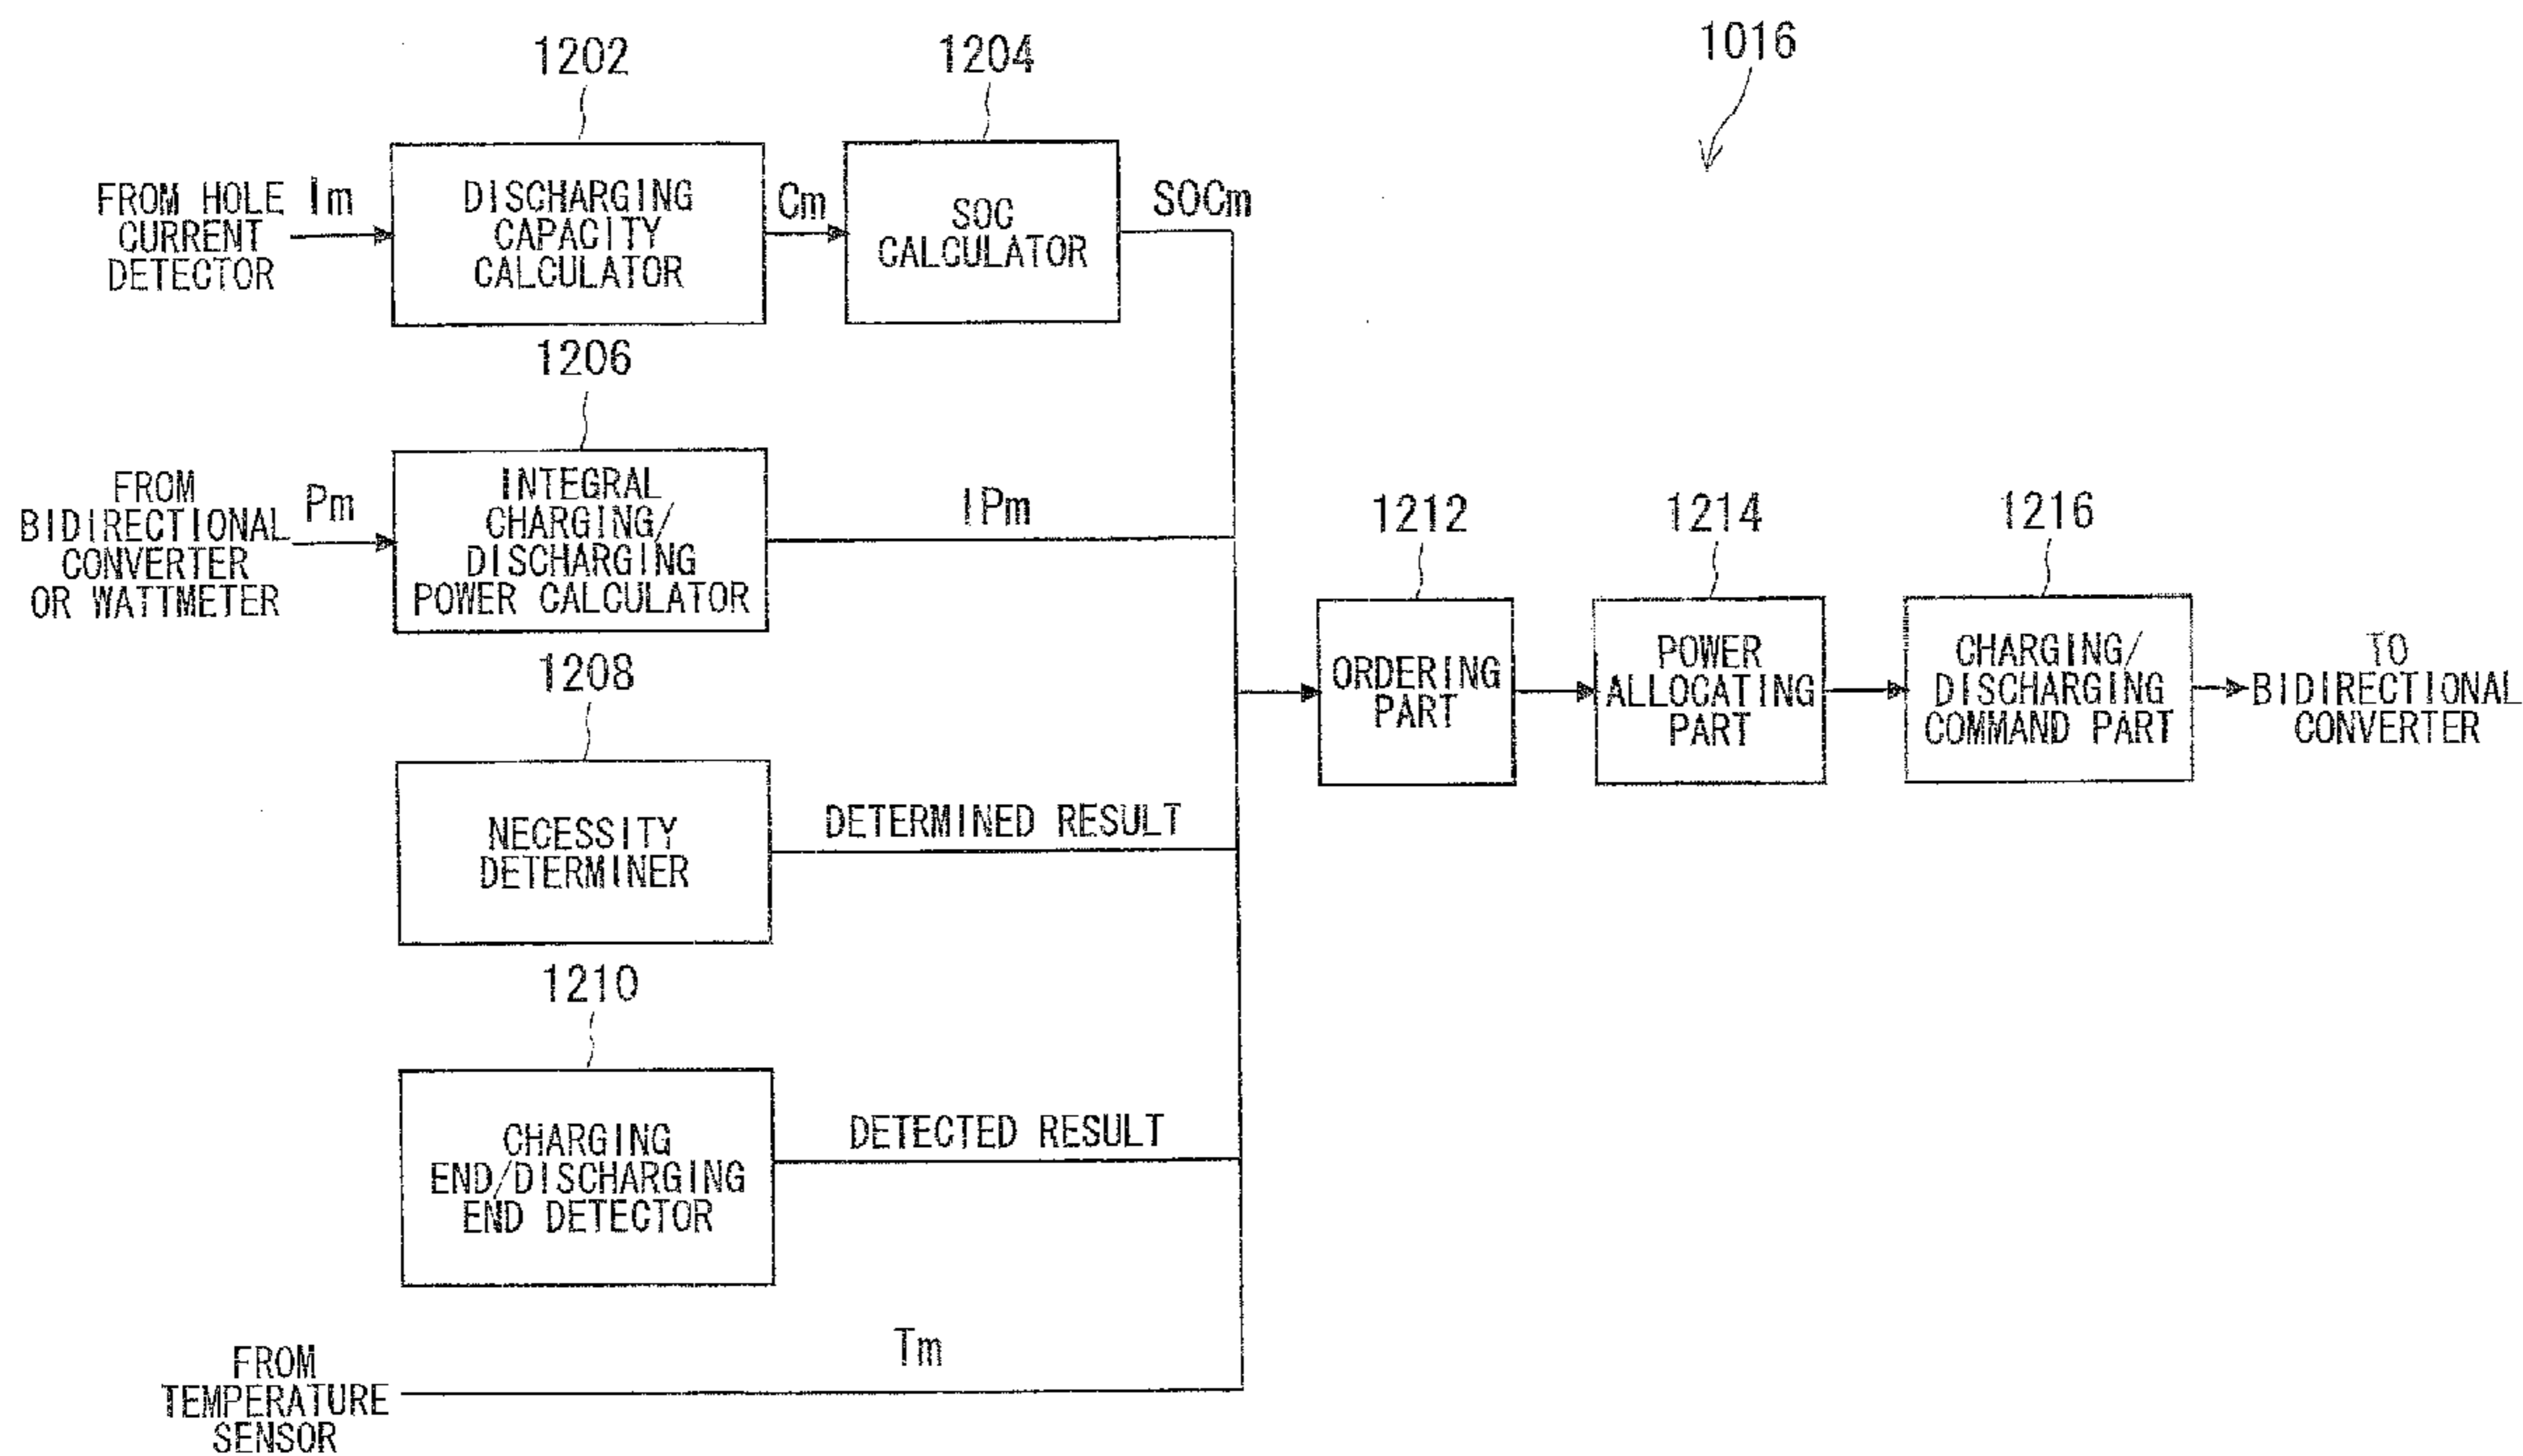 1016
1202
1204
FROM HOLE
CURRENT
DETECTOR
Im
DISCHARGING
CAPACITY
CALCULATOR
Cm
SOC
CALCULATOR
SOCm
1206
FROM
BIDIRECTIONAL
CONVERTER
OR WATTMETER
Pm
INTEGRAL
CHARGING/
DISCHARGING
POWER CALCULATOR
IPm
1208
NECESSITY
DETERMINER
DETERMINED RESULT
1210
CHARGING
END/DISCHARGING
END DETECTOR
DETECTED RESULT
FROM
TEMPERATURE
SENSOR
Tm
1212
ORDERING
PART
1214
POWER
ALLOCATING
PART
1216
CHARGING/
DISCHARGING
COMMAND PART
TO
BIDIRECTIONAL
CONVERTER